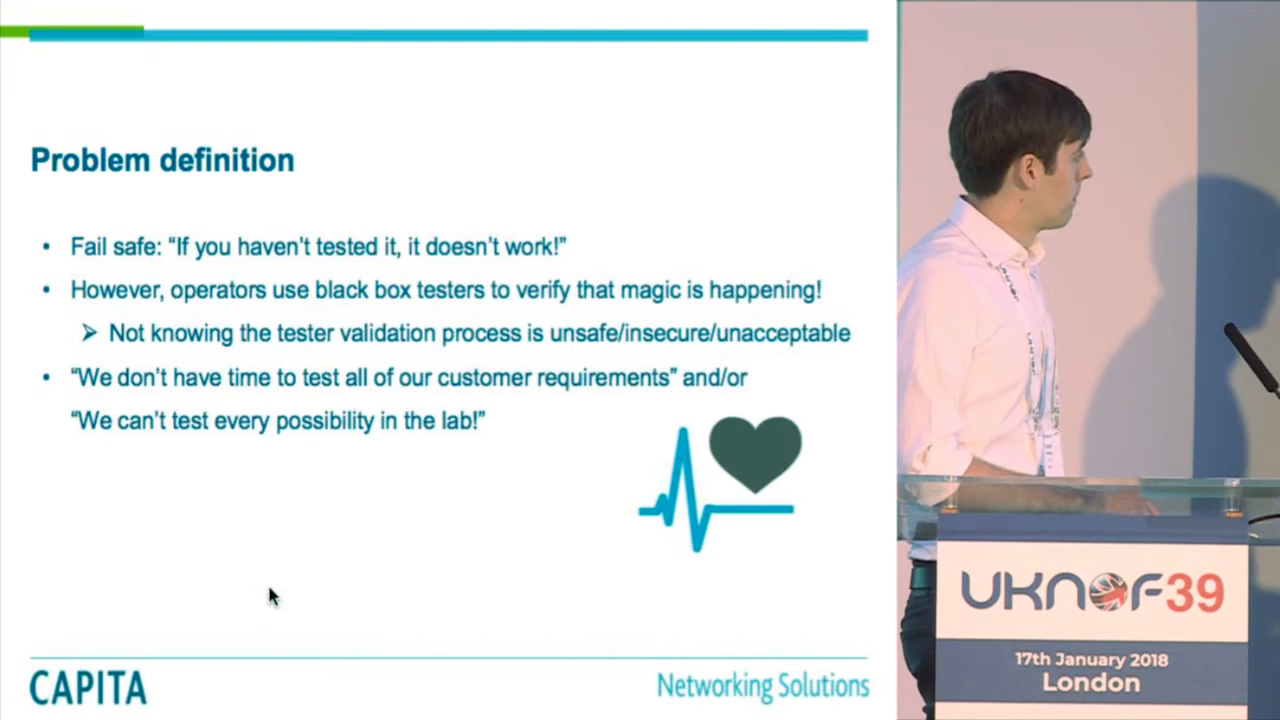 Problem definition
• Fail safe: “If you haven’t tested it, it doesn’t work!”
• However, operators use black box testers to verify that magic is happening!
➢ Not knowing the tester validation process is unsafe/insecure/unacceptable
• “We don’t have time to test all of our customer requirements” and/or
“We can’t test every possibility in the lab!”
CAPITA
Networking Solutions
UKNOF39
17th January 2018
London